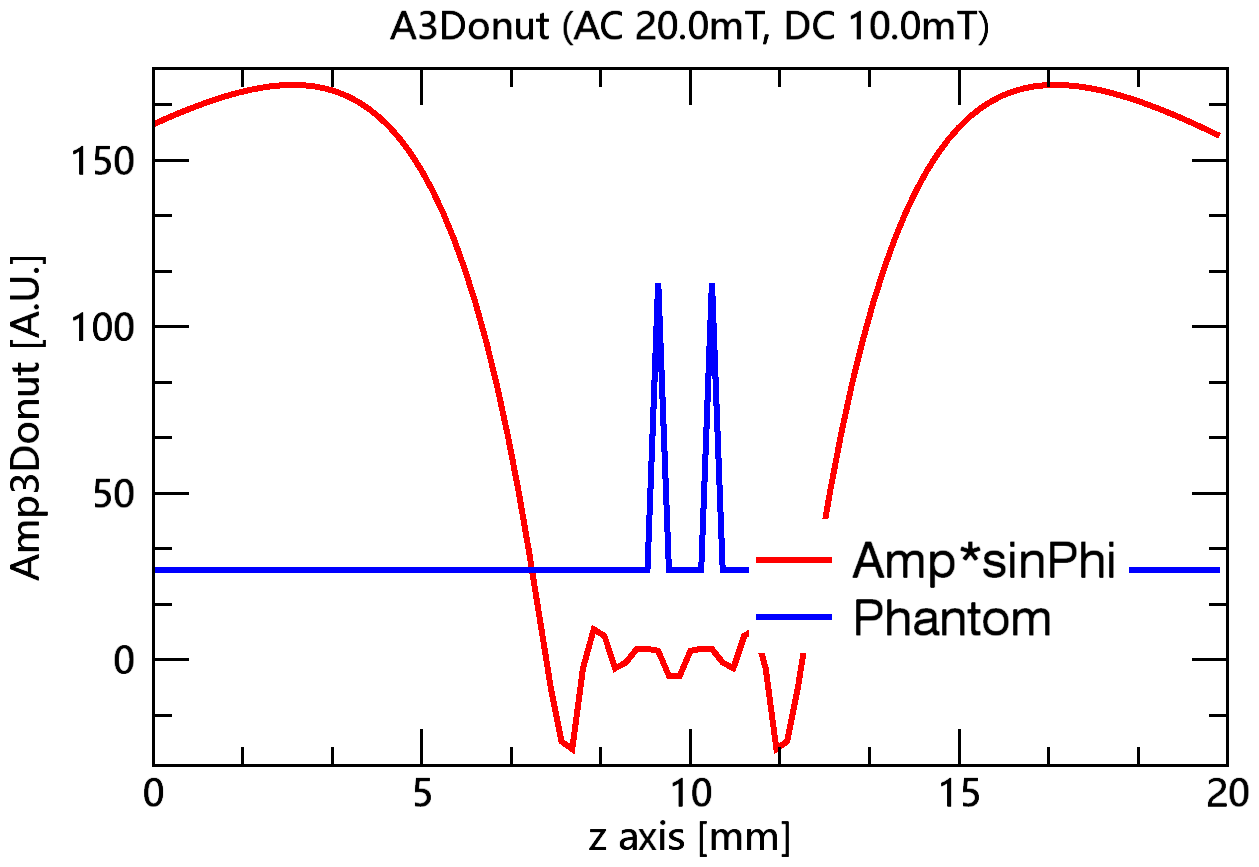 A3Donut (AC 20.0mT, DC 10.0mT)
Amp3Donut [A.U.]
150
100
50
0
Amp*sinPhi
Phantom
0 5 10 15 20
z axis [mm]